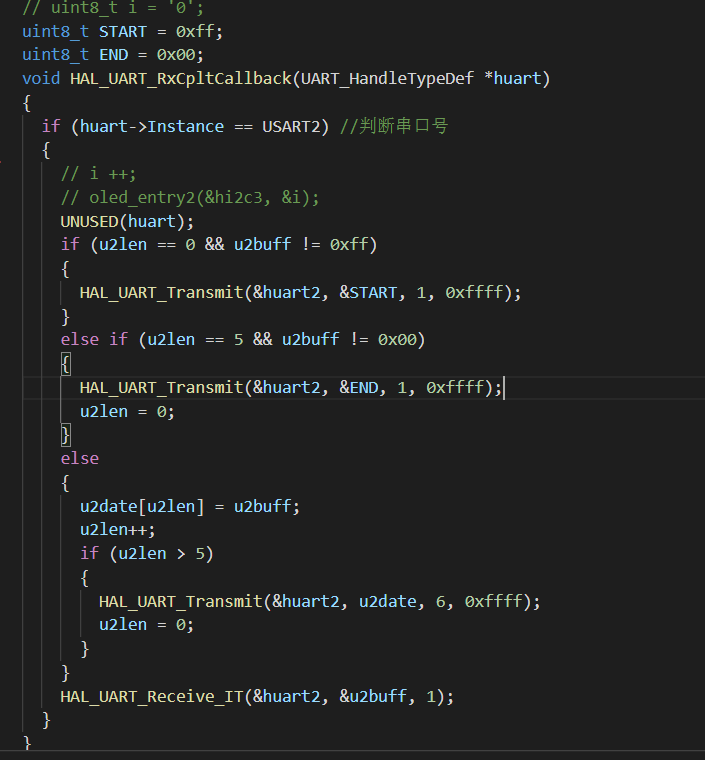 // uint8_t i = '0';
uint8_t START = 0xff;
uint8_t END = 0x00;
void HAL_UART_RxCpltCallback(UART_HandleTypeDef *huart)
{
  if (huart->Instance == USART2) //判断串口号
  {
    // i ++;
    // oled_entry2(&hi2c3, &i);
    UNUSED(huart);
    if (u2len == 0 && u2buff != 0xff)
    {
      HAL_UART_Transmit(&huart2, &START, 1, 0xffff);
    }
    else if (u2len == 5 && u2buff != 0x00)
    {
      HAL_UART_Transmit(&huart2, &END, 1, 0xffff);
      u2len = 0;
    }
    else
    {
      u2date[u2len] = u2buff;
      u2len++;
      if (u2len > 5)
      {
        HAL_UART_Transmit(&huart2, u2date, 6, 0xffff);
        u2len = 0;
      }
    }
    HAL_UART_Receive_IT(&huart2, &u2buff, 1);
  }
}